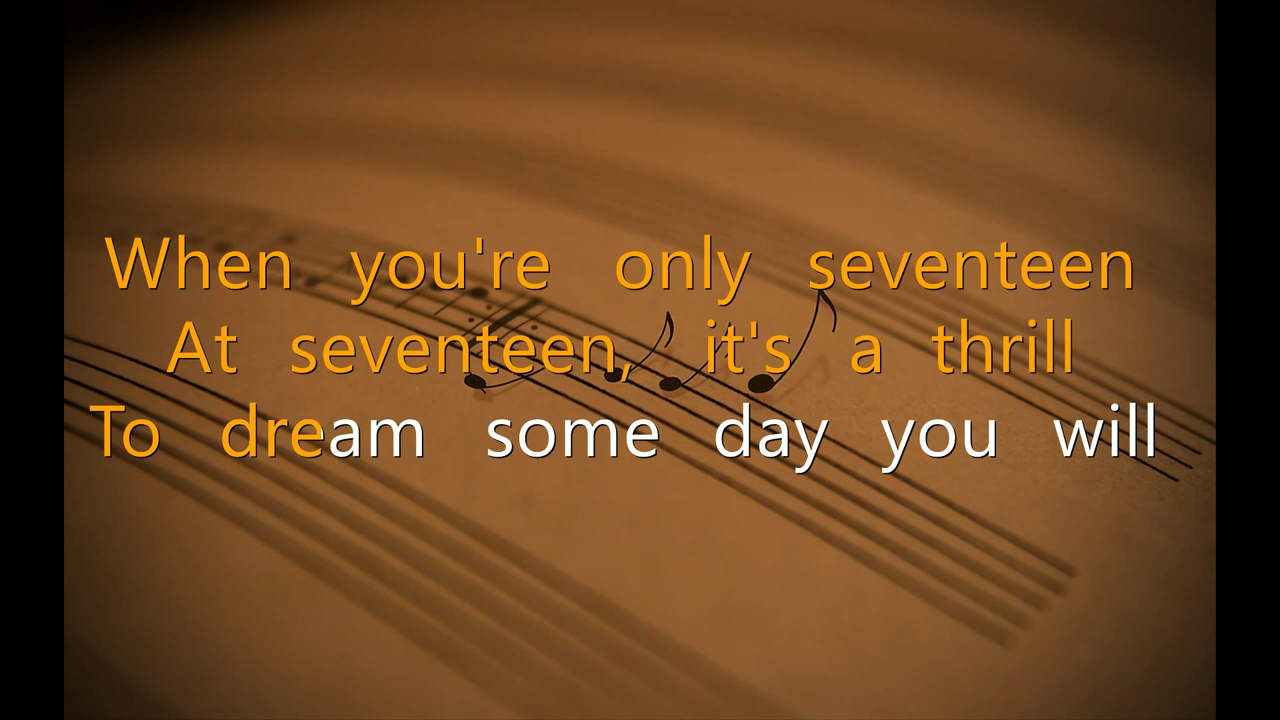 When you're only seventeen
At seventeen, it's a thrill
To dream some day you will